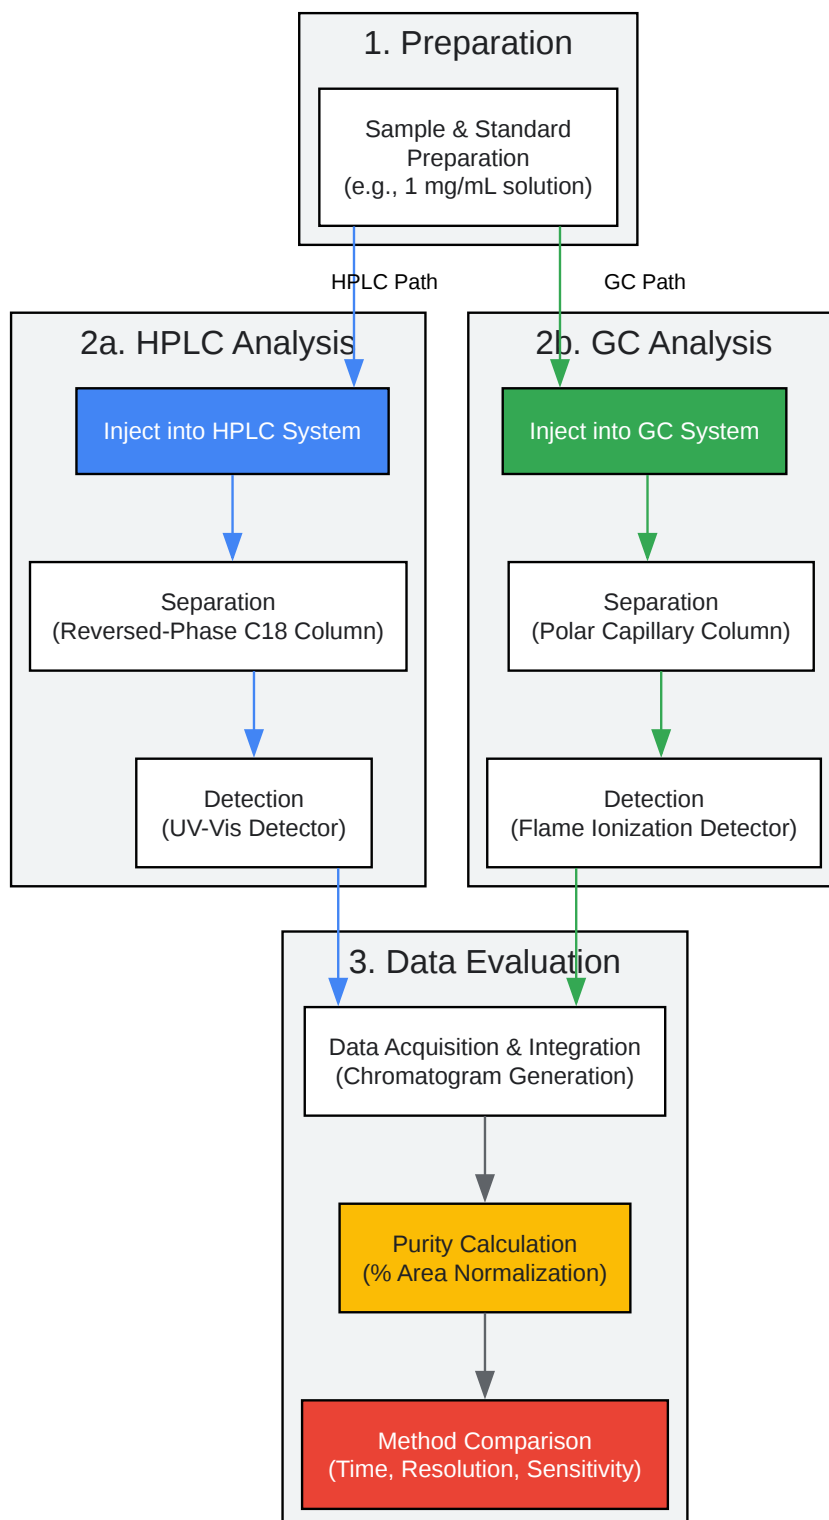 1. Preparation
Sample & Standard
Preparation
(e.g., 1 mg/mL solution)
HPLC Path
GC Path
2a. HPLC Analysis
Inject into HPLC System
Separation
(Reversed-Phase C18 Column)
Detection
(UV-Vis Detector)
2b. GC Analysis
Inject into GC System
Separation
(Polar Capillary Column)
Detection
(Flame Ionization Detector)
3. Data Evaluation
Data Acquisition & Integration
(Chromatogram Generation)
Purity Calculation
(% Area Normalization)
Method Comparison
(Time, Resolution, Sensitivity)